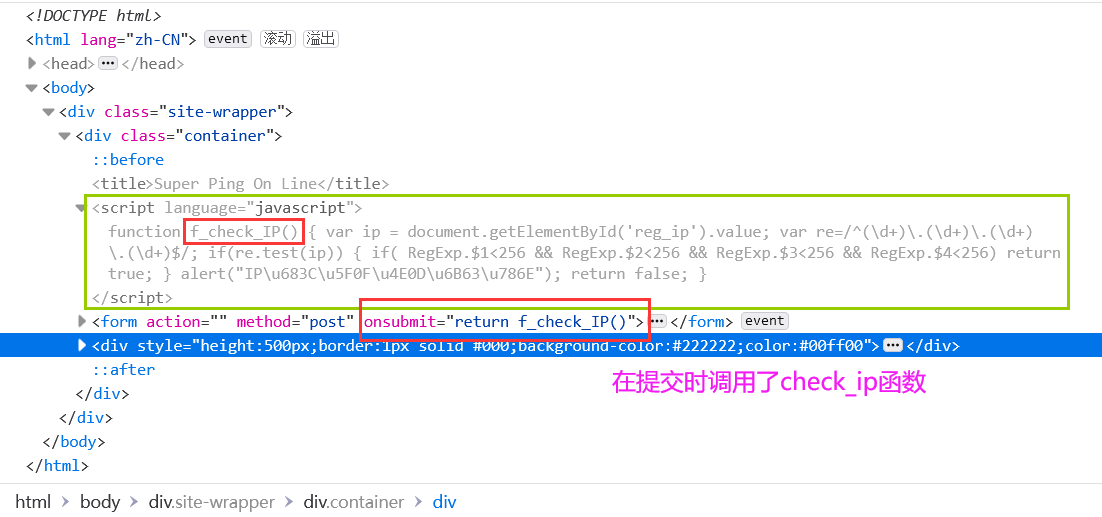 <!DOCTYPE html>
<html lang="zh-CN"> event 滚动 溢出
<head> ••• </head>
<body>
<div class="site-wrapper">
<div class="container">
::before
<title>Super Ping On Line</title>
<script language="javascript">
function f_check_IP() { var ip = document.getElementById('reg_ip').value; var re=/^(\d+)\.(\d+)\.(\d+)
\.(\d+)$/; if(re.test(ip)) { if( RegExp.$1<256 && RegExp.$2<256 && RegExp.$3<256 && RegExp.$4<256) return
true; } alert("IP\u683C\u5F0F\u4E0D\u6B63\u786E"); return false; }
</script>
<form action="" method="post" onsubmit="return f_check_IP()"> ••• </form> event
<div style="height:500px;border:1px solid #000;background-color:#222222;color:#00ff00"> ••• </div>
::after
在提交时调用了check_ip函数
</div>
</div>
</body>
</html>
html > body > div.site-wrapper > div.container > div